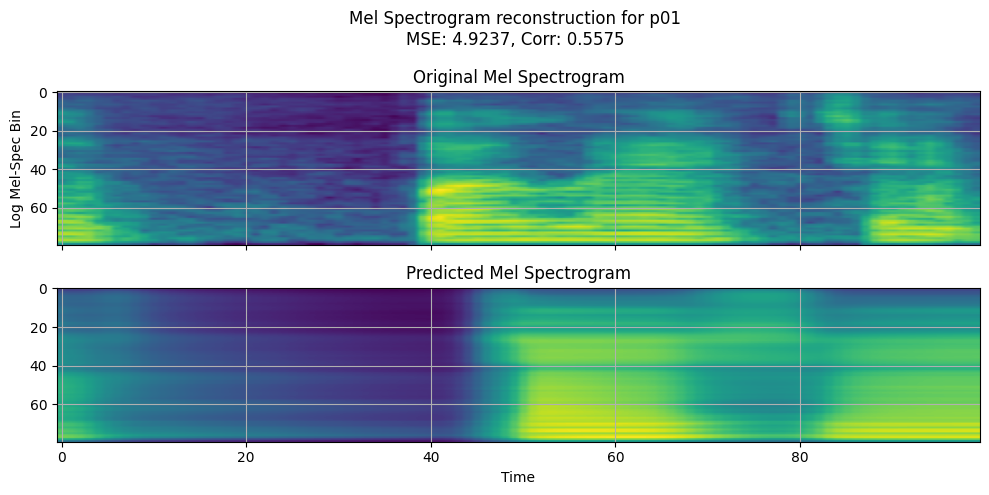 Mel Spectrogram reconstruction for p01
MSE: 4.9237, Corr: 0.5575
Original Mel Spectrogram
0
20
40
60
Log Mel-Spec Bin
Predicted Mel Spectrogram
0
20
40
60
0 20 40 60 80
Time